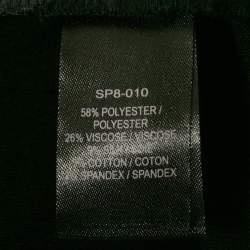 SP8-010
58% POLYESTER /
POLYESTER
26% VISCOSE / VISCOSE
COTTON / COTON
SPANDEX / SPANDEX